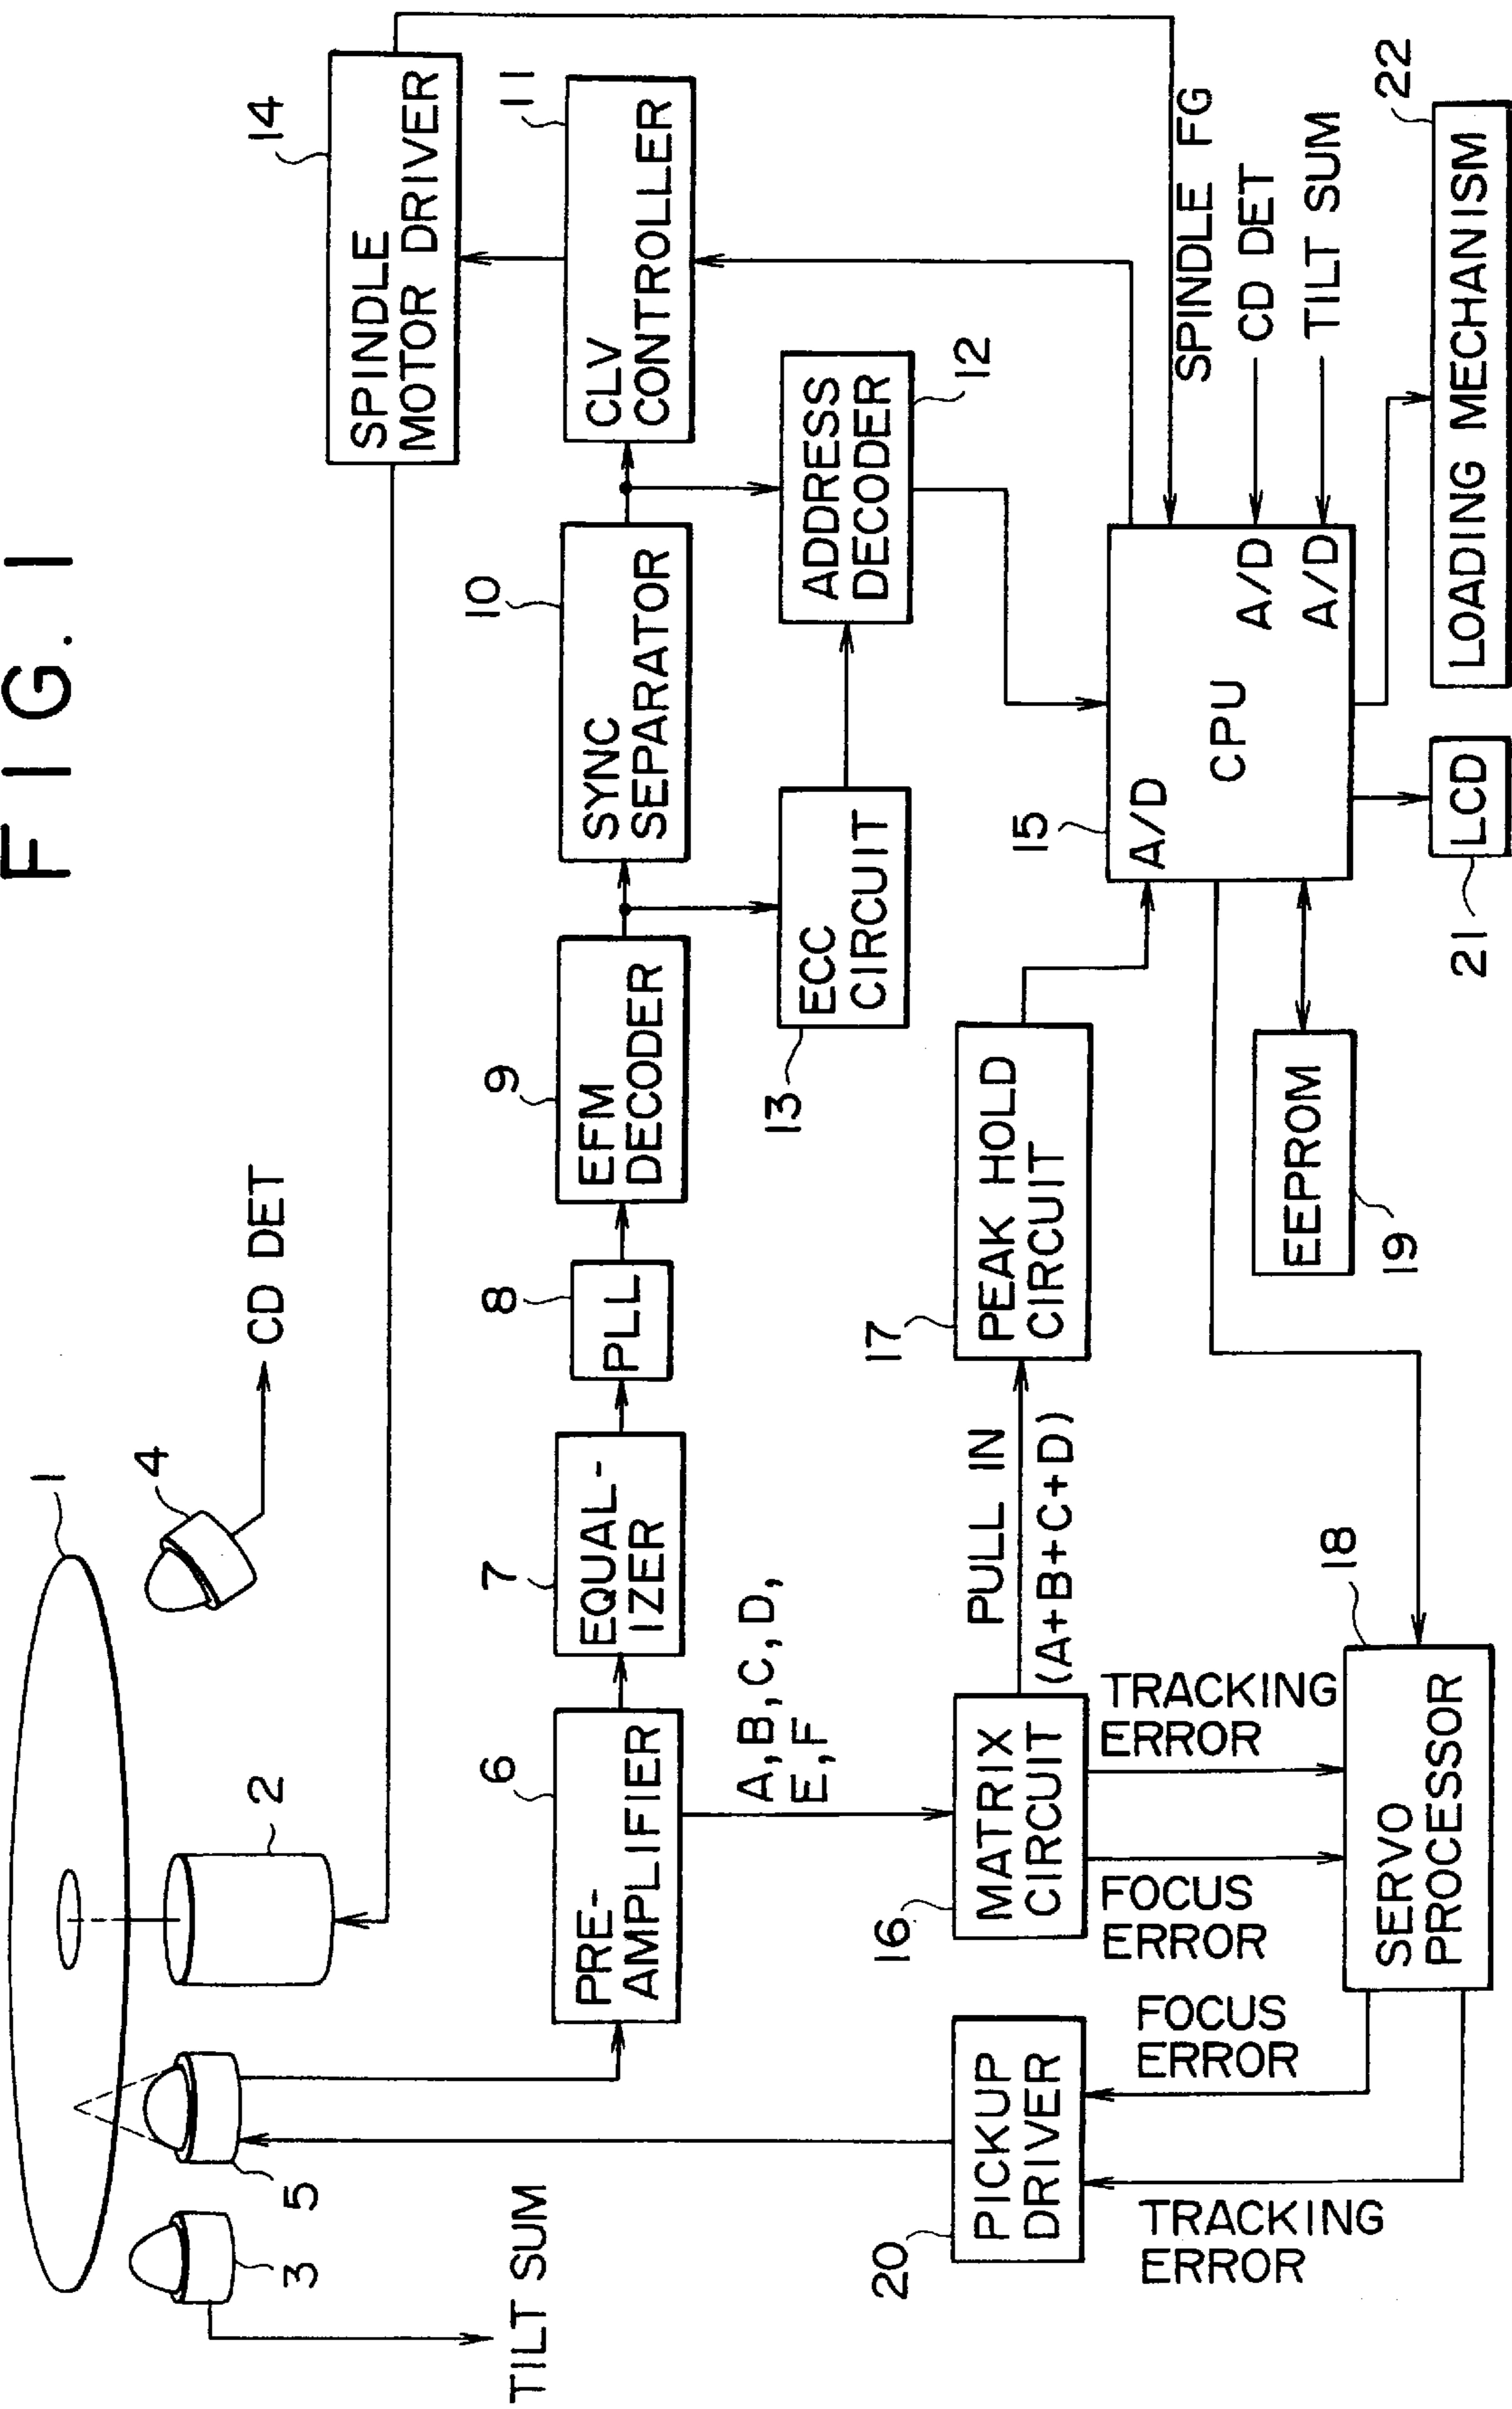 FIG. 1
1
4
CD DET
2
5
3
TILT SUM
14
SPINDLE
MOTOR DRIVER
6
PRE-
AMPLIFIER
7
EQUAL-
IZER
8
PLL
9
EFM
DECODER
10
SYNC
SEPARATOR
11
CLV
CONTROLLER
A, B, C, D,
E, F
13
ECC
CIRCUIT
ADDRESS
DECODER
12
20
PICKUP
DRIVER
16
MATRIX
CIRCUIT
PULL IN
(A+B+C+D)
17
PEAK HOLD
CIRCUIT
15
A/D
CPU
A/D
A/D
SPINDLE FG
CD DET
TILT SUM
TRACKING
ERROR
FOCUS
ERROR
FOCUS
ERROR
TRACKING
ERROR
18
SERVO
PROCESSOR
EEPROM
19
21
LCD
22
LOADING MECHANISM